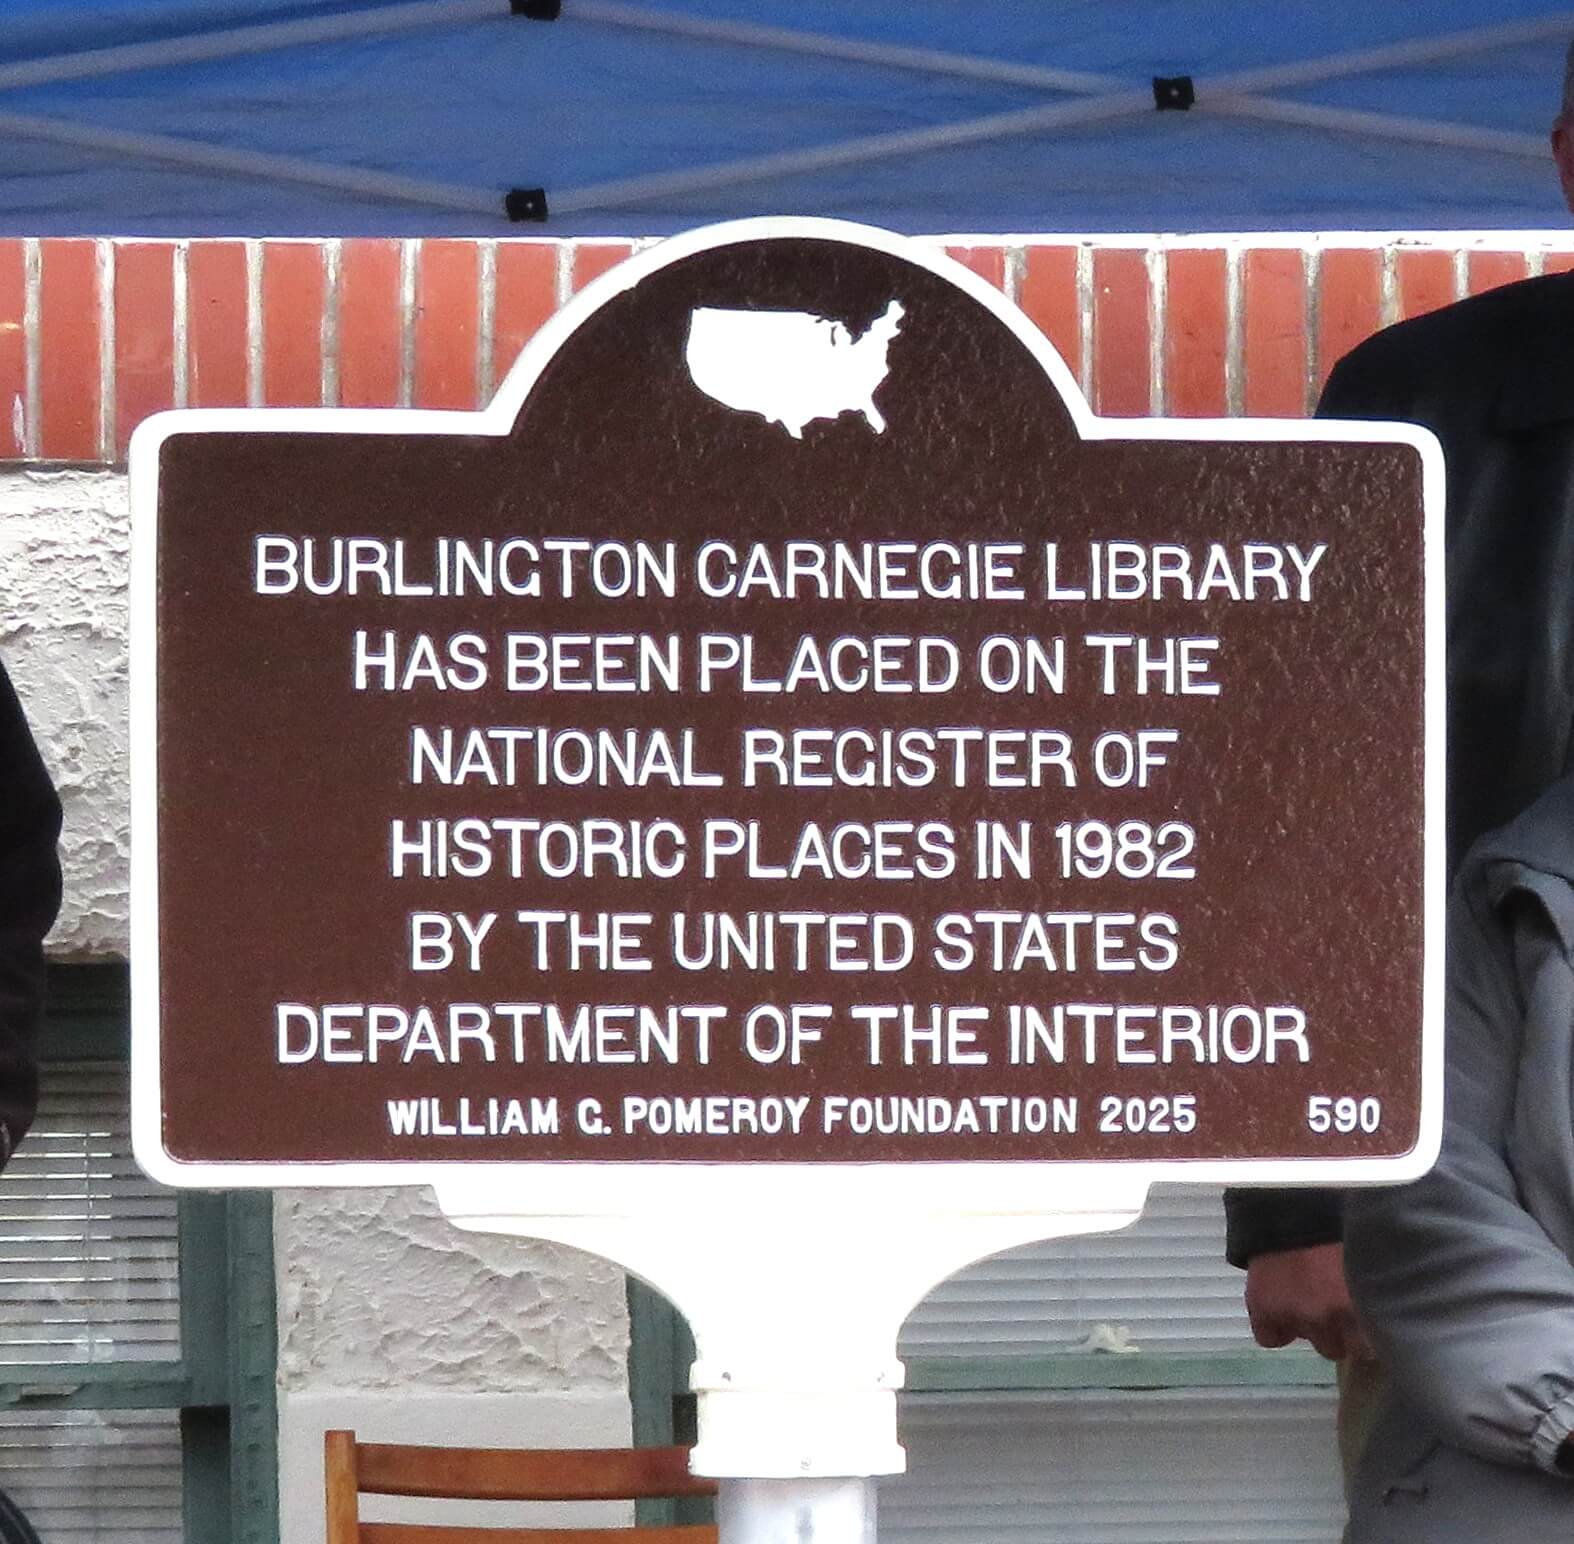 BURLINGTON CARNEGIE LIBRARY
HAS BEEN PLACED ON THE
NATIONAL REGISTER OF
HISTORIC PLACES IN 1982
BY THE UNITED STATES
DEPARTMENT OF THE INTERIOR
WILLIAM G. POMEROY FOUNDATION 2025 590